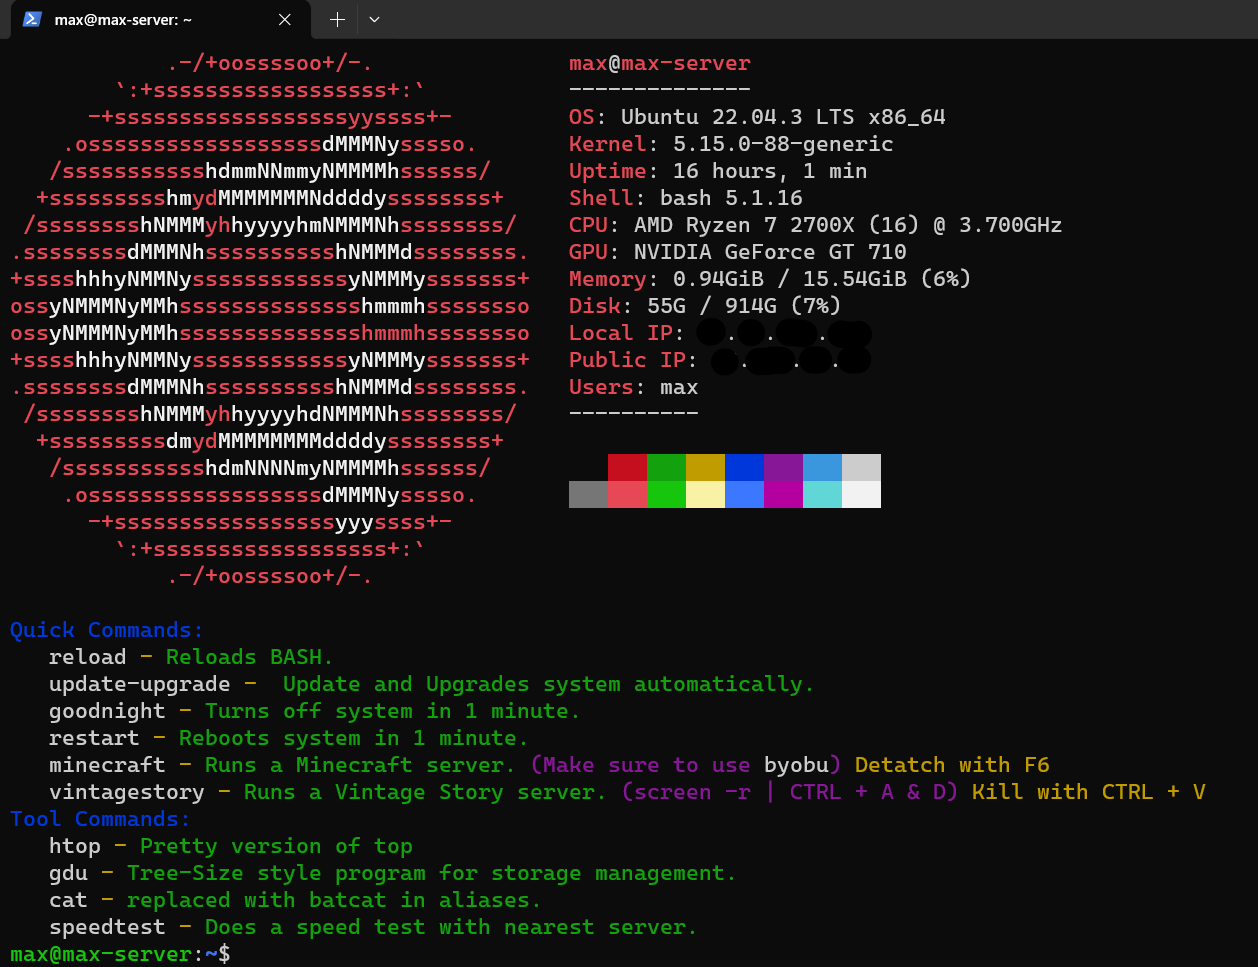 max@max-server: ~
.-/+oossssoo+/-.
`:+ssssssssssssssssss+:`
-+ssssssssssssssssssyyssss+-
.ossssssssssssssssssdMMMNysssso.
/ssssssssssshdmmNNmmyNMMMMhssssss/
+ssssssssshmydMMMMMMMNddddyssssssss+
/sssssssshNMMMyhhyyyyhmNMMMNhssssssss/
.ssssssssdMMMNhsssssssssshNMMMdssssssss.
+sssshhhyNMMNyssssssssssssyNMMMysssssss+
ossyNMMMNyMMhsssssssssssssshmmmhssssssso
ossyNMMMNyMMhsssssssssssssshmmmhssssssso
+sssshhhyNMMNyssssssssssssyNMMMysssssss+
.ssssssssdMMMNhsssssssssshNMMMdssssssss.
/sssssssshNMMMyhhyyyyhdNMMMNhssssssss/
+sssssssssdmydMMMMMMMMddddyssssssss+
/ssssssssssshdmNNNNmyNMMMMhssssss/
.ossssssssssssssssssdMMMNysssso.
-+sssssssssssssssssyyyssss+-
`:+ssssssssssssssssss+:`
.-/+oossssoo+/-.
max@max-server
--------------
OS: Ubuntu 22.04.3 LTS x86_64
Kernel: 5.15.0-88-generic
Uptime: 16 hours, 1 min
Shell: bash 5.1.16
CPU: AMD Ryzen 7 2700X (16) @ 3.700GHz
GPU: NVIDIA GeForce GT 710
Memory: 0.94GiB / 15.54GiB (6%)
Disk: 55G / 914G (7%)
Local IP: . . .
Public IP: . . .
Users: max
----------
Quick Commands:
reload - Reloads BASH.
update-upgrade -  Update and Upgrades system automatically.
goodnight - Turns off system in 1 minute.
restart - Reboots system in 1 minute.
minecraft - Runs a Minecraft server. (Make sure to use byobu) Detatch with F6
vintagestory - Runs a Vintage Story server. (screen -r | CTRL + A & D) Kill with CTRL + V
Tool Commands:
htop - Pretty version of top
gdu - Tree-Size style program for storage management.
cat - replaced with batcat in aliases.
speedtest - Does a speed test with nearest server.
max@max-server:~$